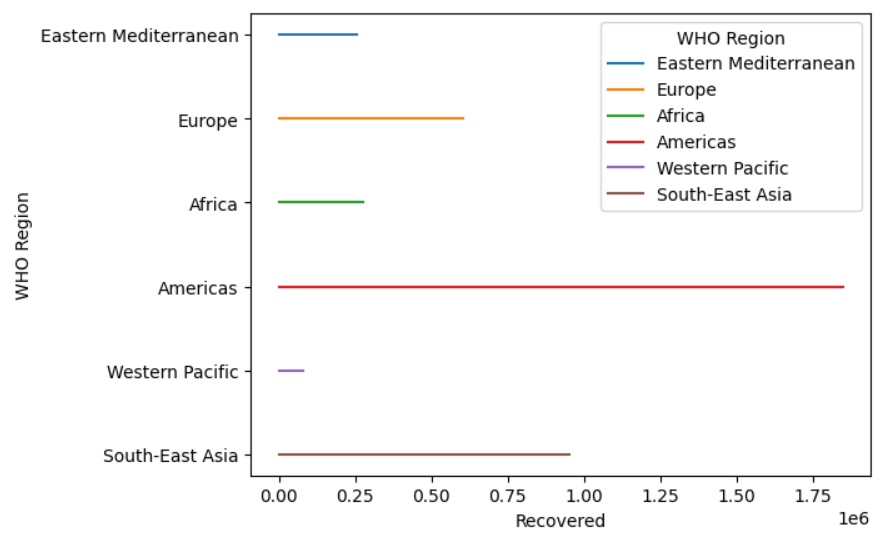 Eastern Mediterranean
Europe
Africa
Americas
Western Pacific
South-East Asia
WHO Region
WHO Region
Eastern Mediterranean
Europe
Africa
Americas
Western Pacific
South-East Asia
0.00 0.25 0.50 0.75 1.00 1.25 1.50 1.75
1e6
Recovered